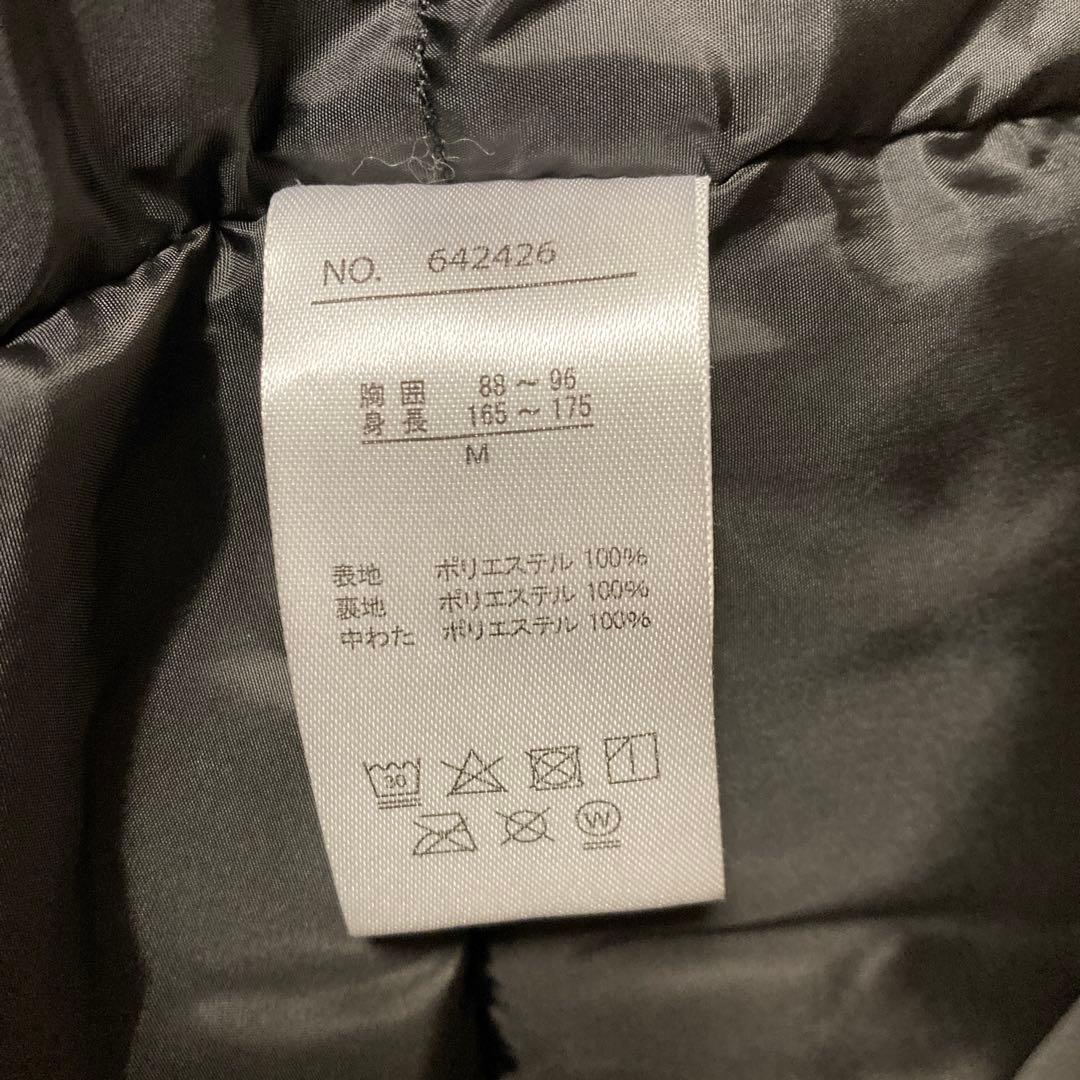 NO. 642426
胸囲 88～96
身長 165～175
M
表地 ポリエステル 100%
裏地 ポリエステル 100%
中わた ポリエステル 100%
30
W